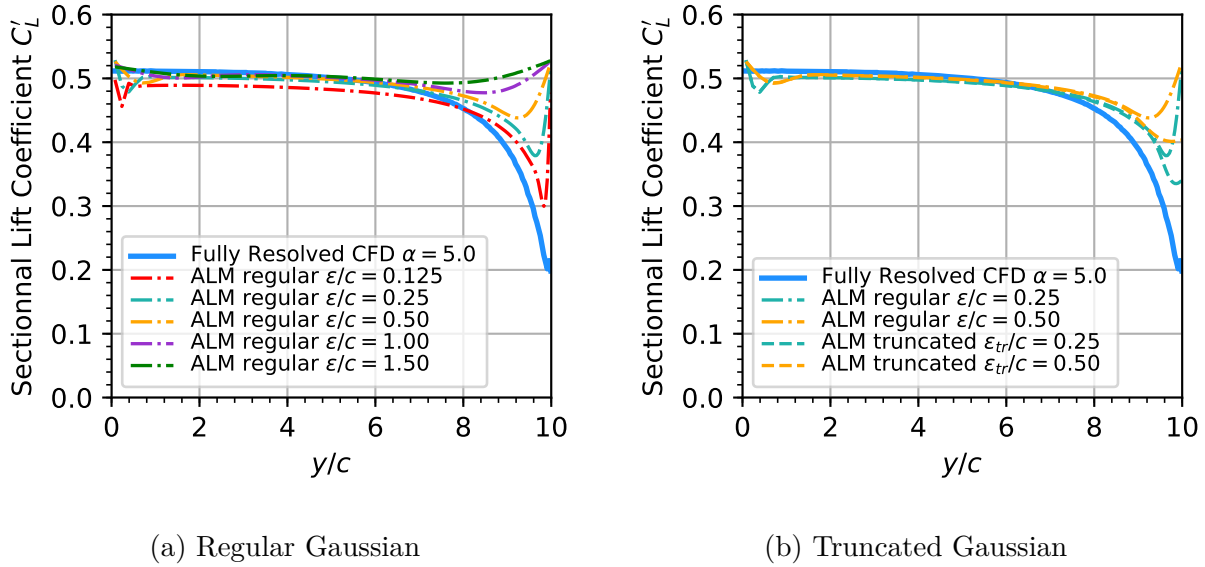 0.6
0.5
0.4
0.3
0.2
0.1
0.0
Sectionnal Lift Coefficient C′_L
Fully Resolved CFD α = 5.0
ALM regular ε/c = 0.125
ALM regular ε/c = 0.25
ALM regular ε/c = 0.50
ALM regular ε/c = 1.00
ALM regular ε/c = 1.50
0 2 4 6 8 10
y/c
(a) Regular Gaussian
0.6
0.5
0.4
0.3
0.2
0.1
0.0
Sectionnal Lift Coefficient C′_L
Fully Resolved CFD α = 5.0
ALM regular ε/c = 0.25
ALM regular ε/c = 0.50
ALM truncated ε_tr/c = 0.25
ALM truncated ε_tr/c = 0.50
0 2 4 6 8 10
y/c
(b) Truncated Gaussian